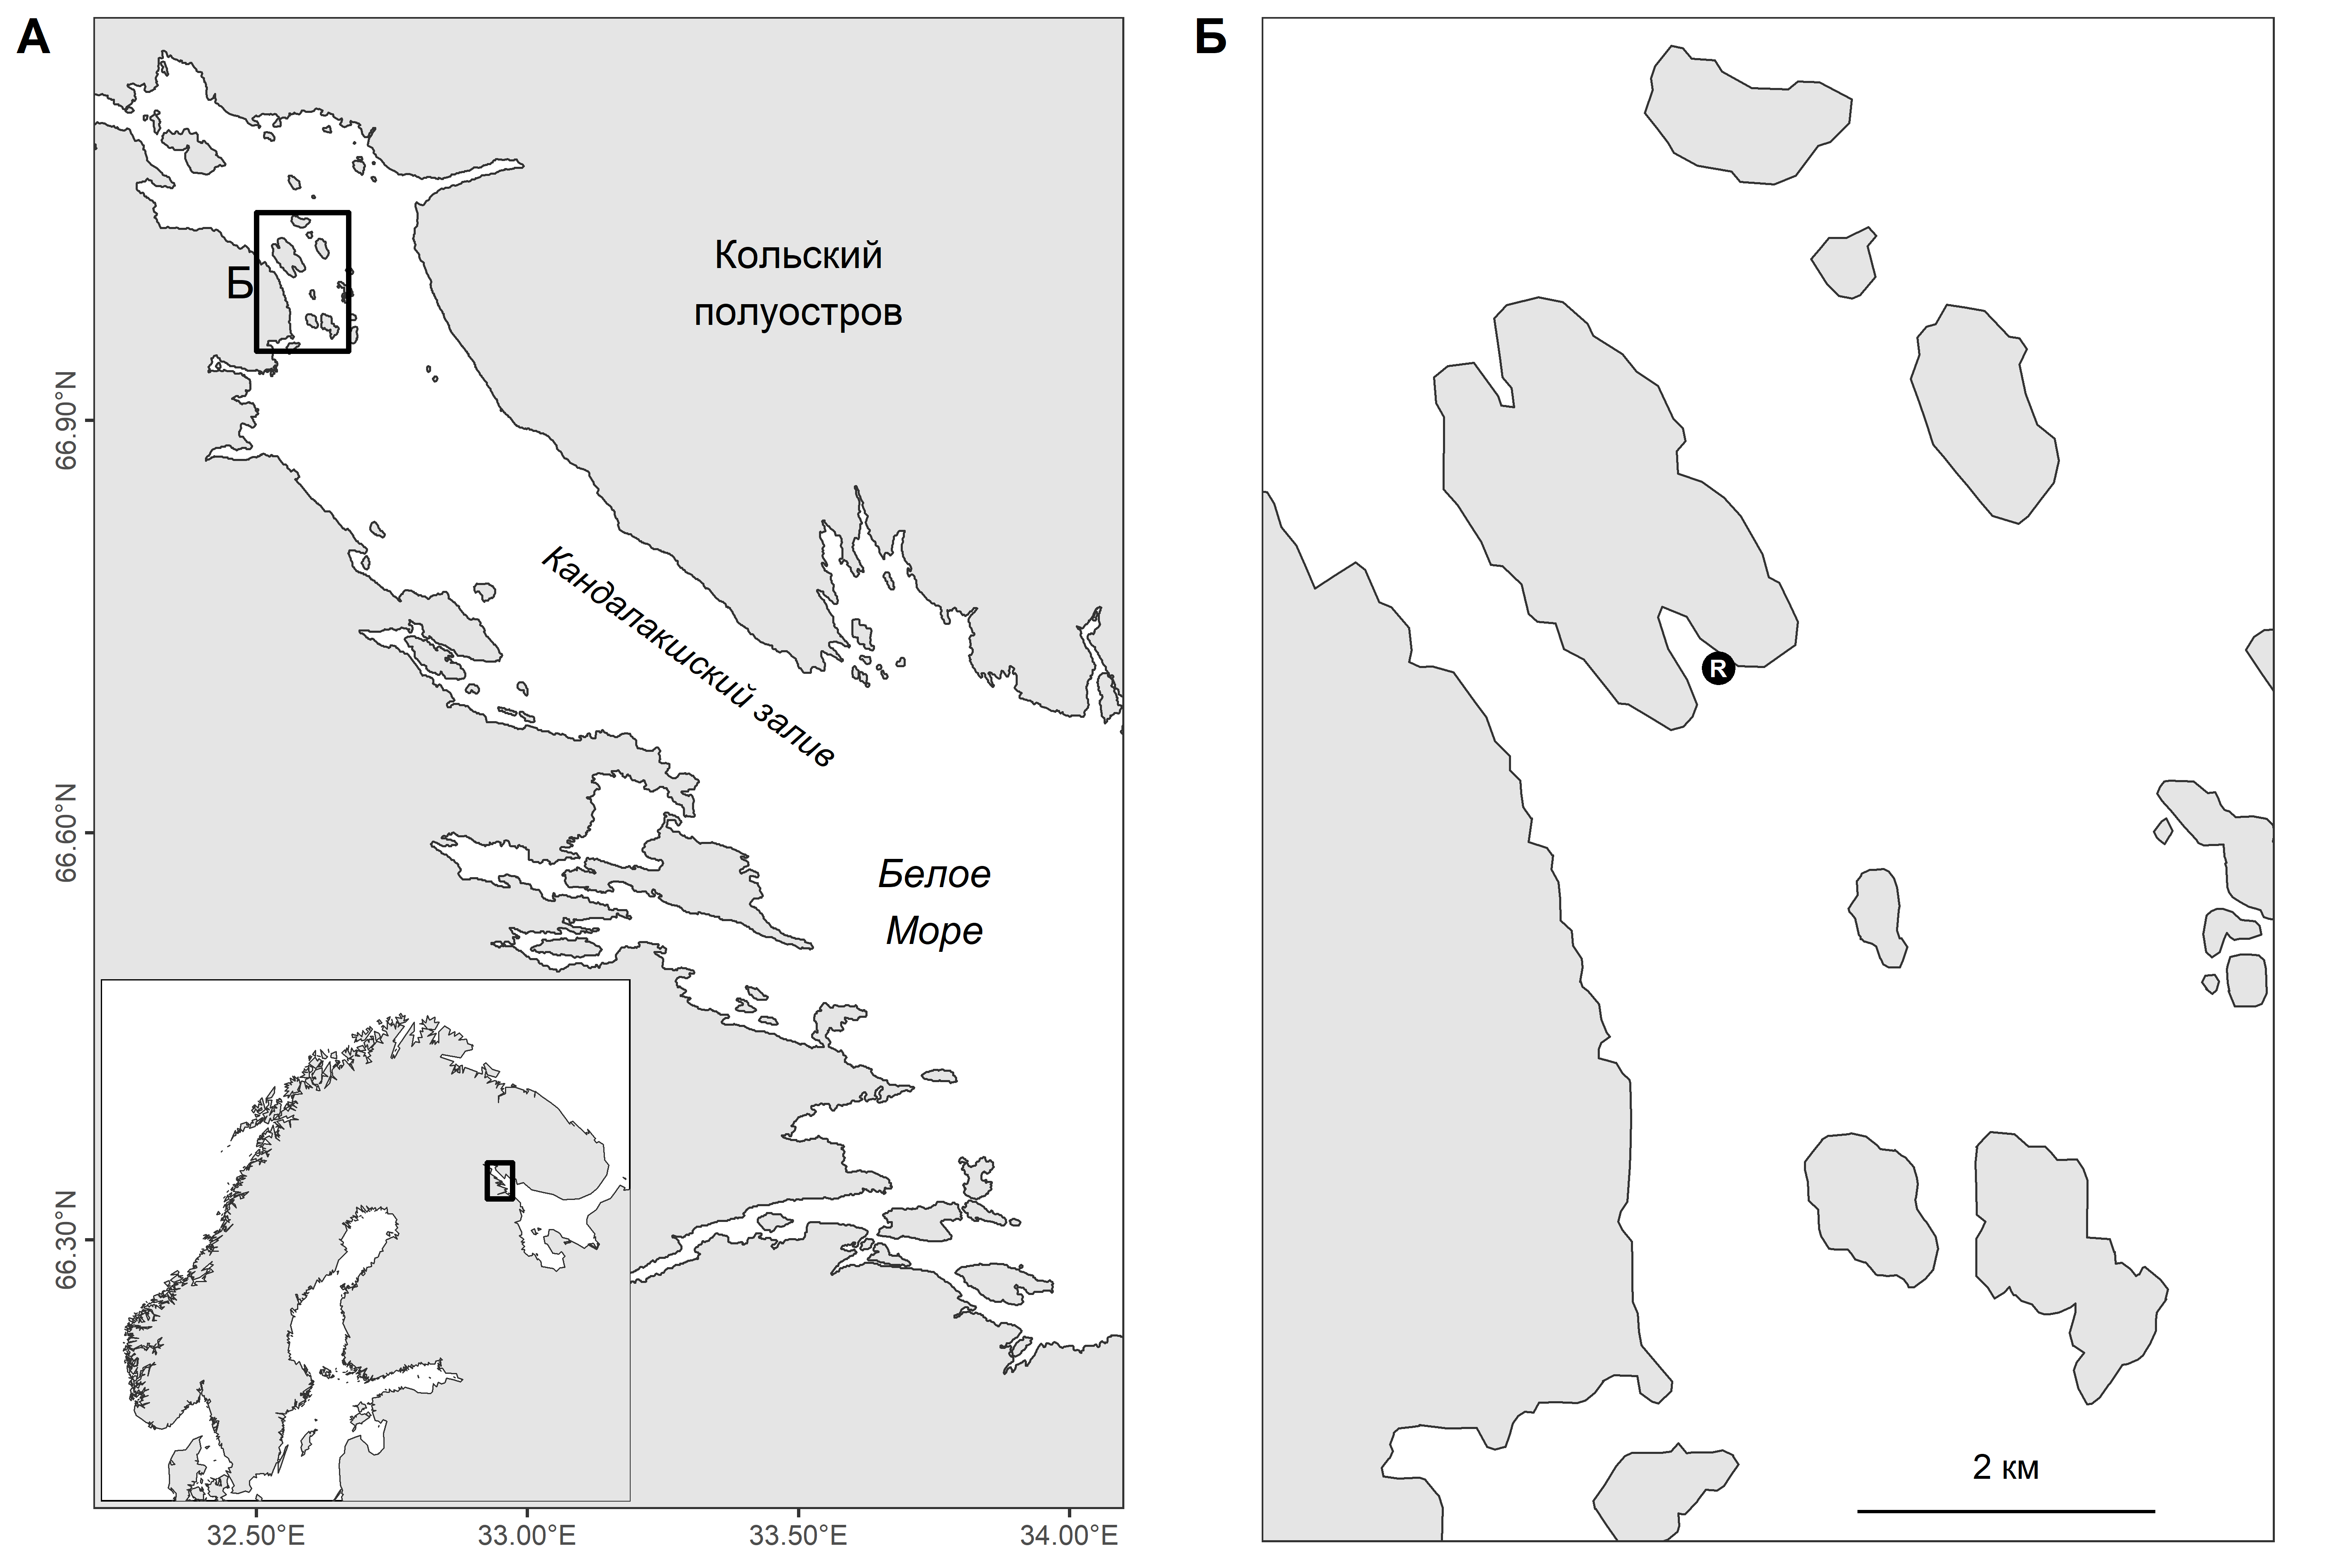 А
Б
Кольский
полуостров
Б
66.90°N
Кандалакшский залив
R
66.60°N
Белое
Море
66.30°N
2 км
32.50°E
33.00°E
33.50°E
34.00°E